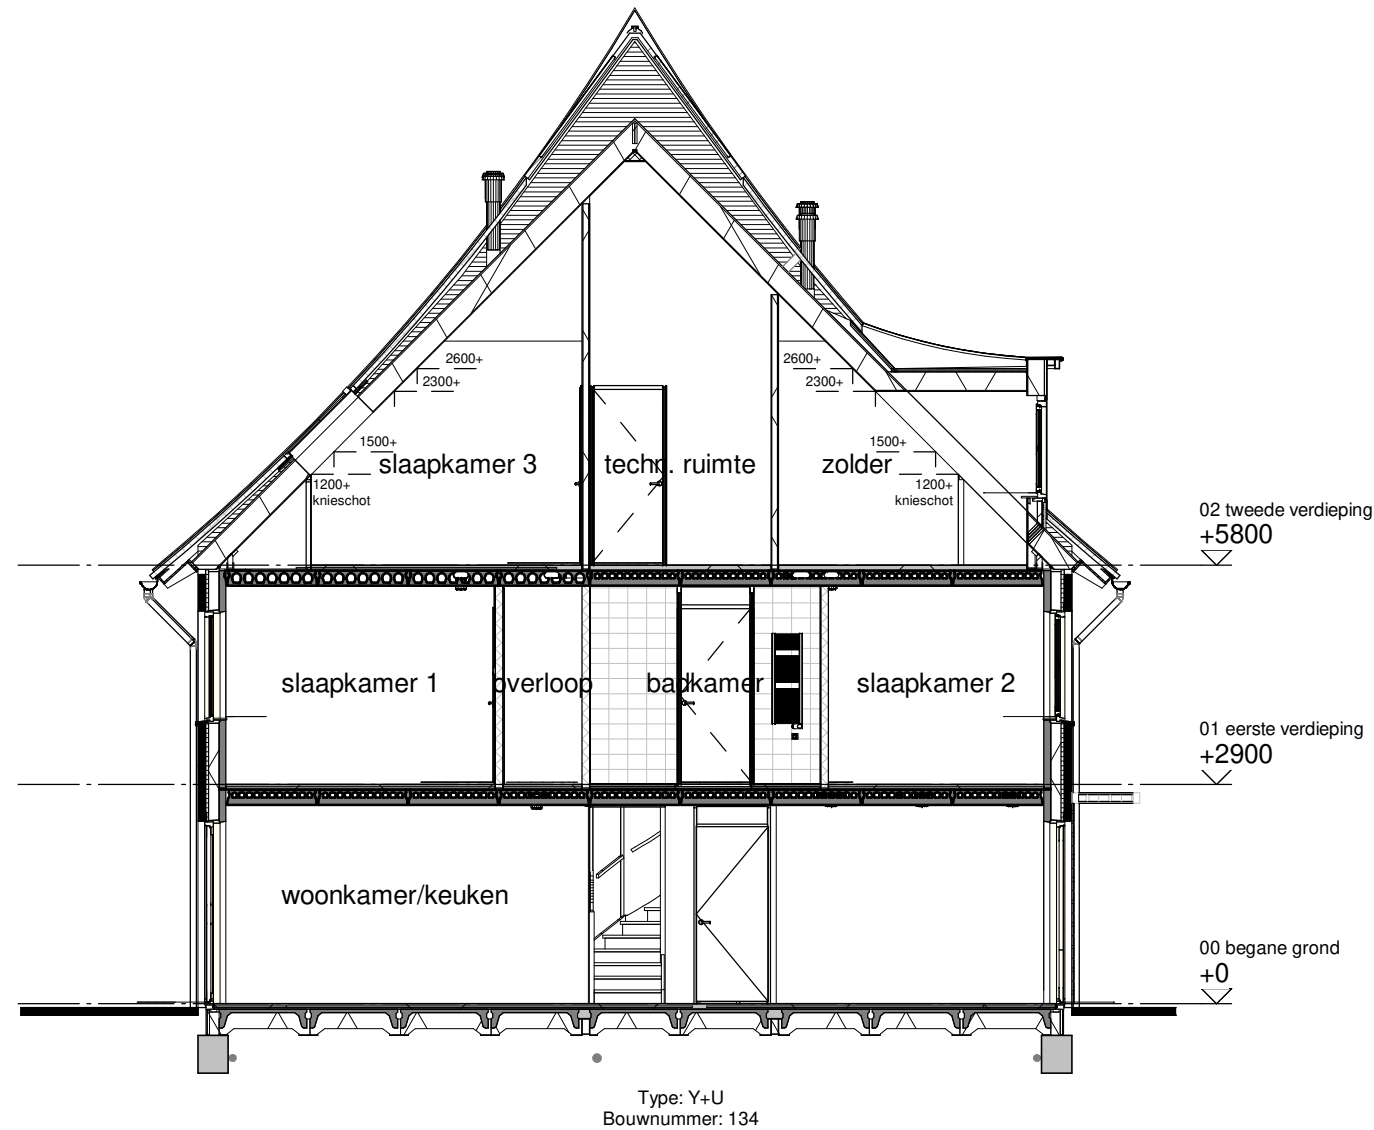 2600+
2600+
2300+
2300+
1500+
1500+
slaapkamer 3
techn. ruimte
zolder
1200+
knieschot
1200+
knieschot
02 tweede verdieping
+5800
slaapkamer 1
overloop
badkamer
slaapkamer 2
01 eerste verdieping
+2900
woonkamer/keuken
00 begane grond
+0
Type: Y+U
Bouwnummer: 134